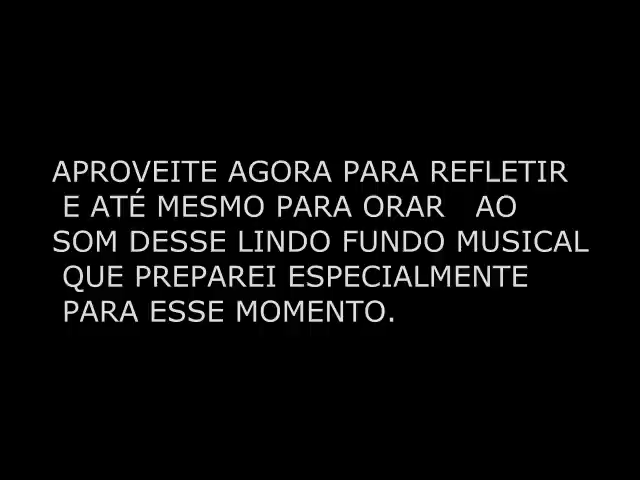 APROVEITE AGORA PARA REFLETIR
E ATÉ MESMO PARA ORAR AO
SOM DESSE LINDO FUNDO MUSICAL
QUE PREPAREI ESPECIALMENTE
PARA ESSE MOMENTO.